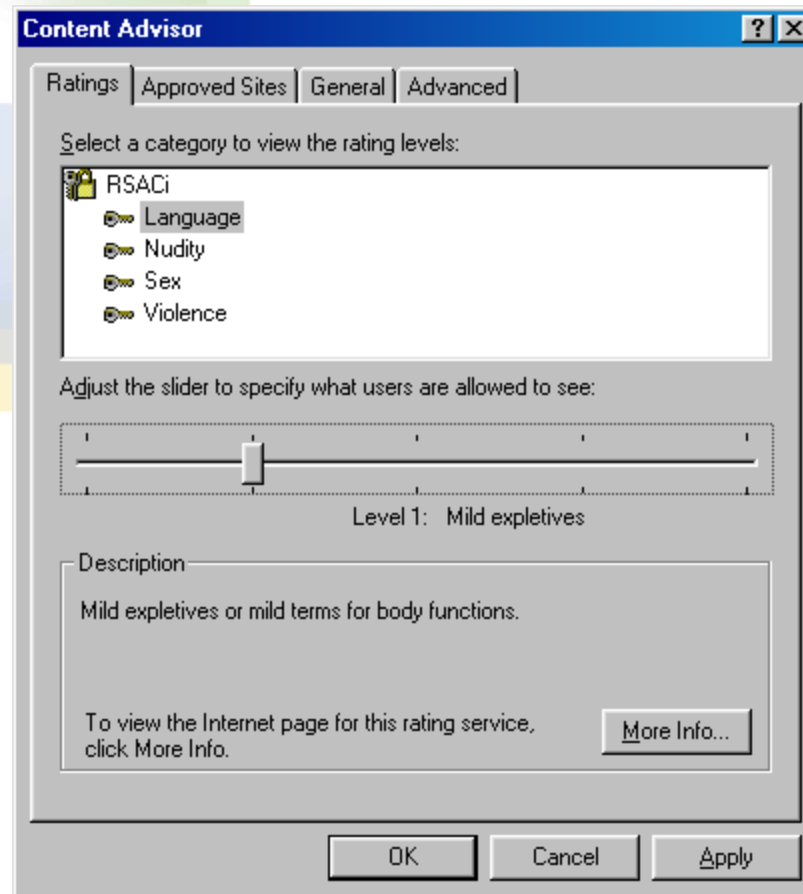 Content Advisor
Ratings Approved Sites General Advanced
Select a category to view the rating levels:
RSACi
Language
Nudity
Sex
Violence
Adjust the slider to specify what users are allowed to see:
Level 1: Mild expletives
Description
Mild expletives or mild terms for body functions.
To view the Internet page for this rating service,
click More Info.
More Info...
OK Cancel Apply